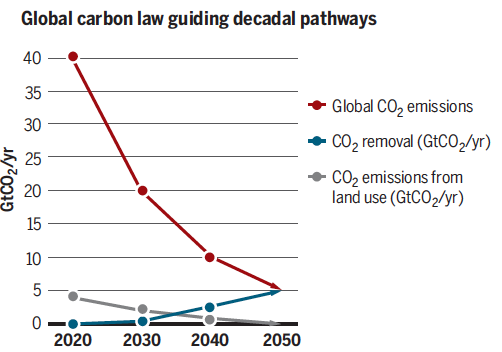 Global carbon law guiding decadal pathways
40
35
30
25
20
15
10
5
0
GtCO₂/yr
2020 2030 2040 2050
Global CO₂ emissions
CO₂ removal (GtCO₂/yr)
CO₂ emissions from
land use (GtCO₂/yr)